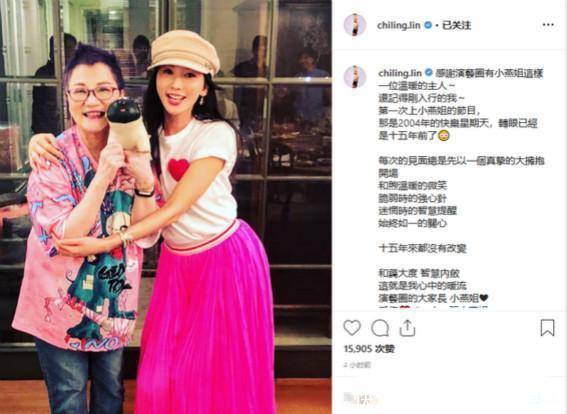 chiling.lin • 已关注
chiling.lin 感謝演藝圈有小燕姐這樣
一位溫暖的主人～
還記得剛入行的我～
第一次上小燕姐的節目，
那是2004年的快樂星期天，轉眼已經
是十五年前了😳
每次的見面總是先以一個真摯的大擁抱
開場
和煦溫暖的微笑
脆弱時的強心針
迷惘時的智慧提醒
始終如一的關心
十五年來都沒有改變
和藹大度 智慧內斂
這就是我心中的暖流
演藝圈的大家長 小燕姐❤
15,905 次赞
4 小时前